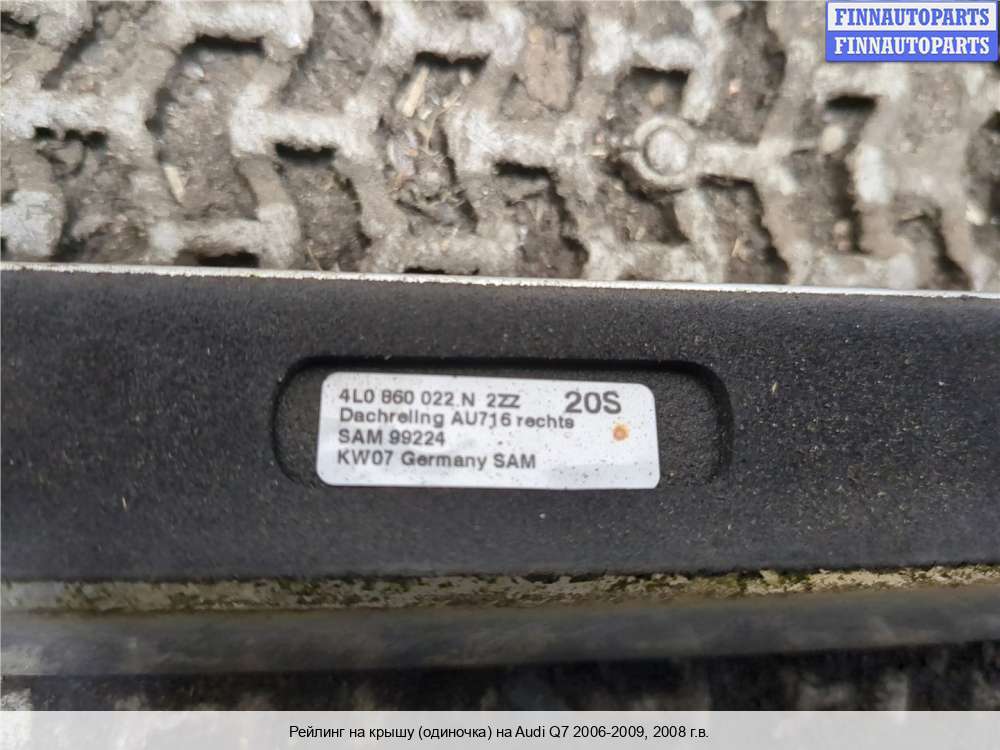 FINNAUTOPARTS
FINNAUTOPARTS
4L0 860 022 N 2ZZ 20S
Dachreling AU716 rechts
SAM 99224
KW07 Germany SAM
Рейлинг на крышу (одиночка) на Audi Q7 2006-2009, 2008 г.в.